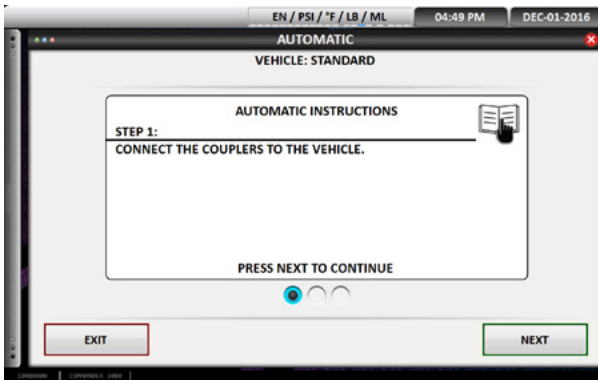 EN / PSI / °F / LB / ML 04:49 PM DEC-01-2016
AUTOMATIC
VEHICLE: STANDARD
AUTOMATIC INSTRUCTIONS
STEP 1:
CONNECT THE COUPLERS TO THE VEHICLE.
PRESS NEXT TO CONTINUE
EXIT NEXT